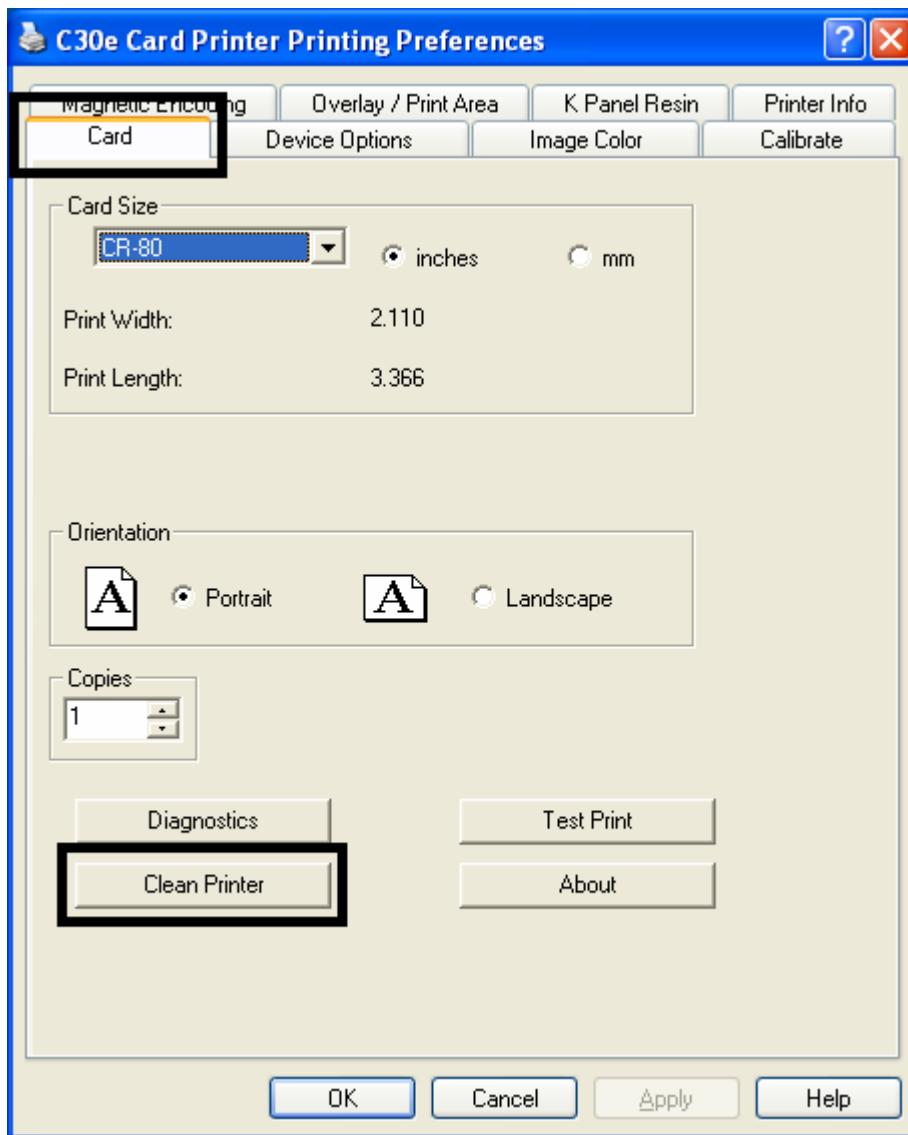 C30e Card Printer Printing Preferences
Magnetic Encoding Overlay / Print Area K Panel Resin Printer Info
Card Device Options Image Color Calibrate
Card Size
CR-80 inches mm
Print Width: 2.110
Print Length: 3.366
Orientation
A Portrait A Landscape
Copies
1
Diagnostics Test Print
Clean Printer About
OK Cancel Apply Help